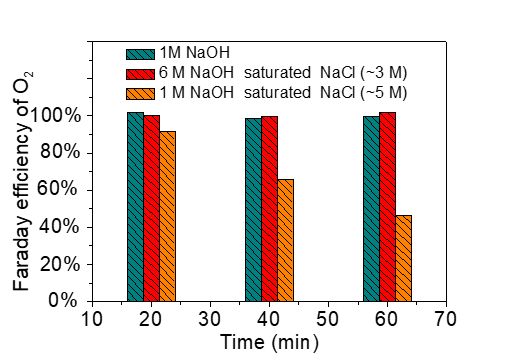 1M NaOH
6 M NaOH saturated NaCl (~3 M)
1 M NaOH saturated NaCl (~5 M)
Faraday efficiency of O₂
100%
80%
60%
40%
20%
0%
10 20 30 40 50 60 70
Time (min)